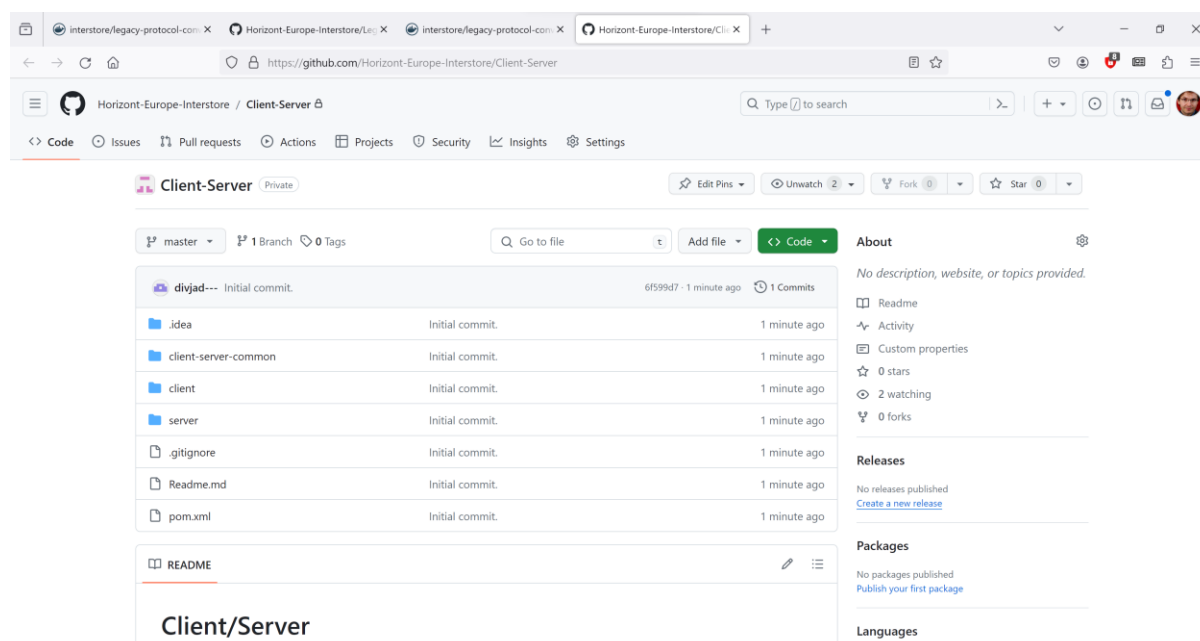 interstore/legacy-protocol-con
Horizont-Europe-Interstore/Leg
interstore/legacy-protocol-con
Horizont-Europe-Interstore/Clie
https://github.com/Horizont-Europe-Interstore/Client-Server
8
Horizont-Europe-Interstore / Client-Server
Type / to search
Code Issues Pull requests Actions Projects Security Insights Settings
Client-Server Private
Edit Pins Unwatch 2 Fork 0 Star 0
master 1 Branch 0 Tags Go to file t Add file Code
About
No description, website, or topics provided.
divjad--- Initial commit. 6f599d7 · 1 minute ago 1 Commits
Readme
.idea Initial commit. 1 minute ago
Activity
client-server-common Initial commit. 1 minute ago
Custom properties
0 stars
client Initial commit. 1 minute ago
2 watching
server Initial commit. 1 minute ago
0 forks
.gitignore Initial commit. 1 minute ago
Releases
Readme.md Initial commit. 1 minute ago
No releases published
Create a new release
pom.xml Initial commit. 1 minute ago
Packages
README
No packages published
Publish your first package
Client/Server
Languages